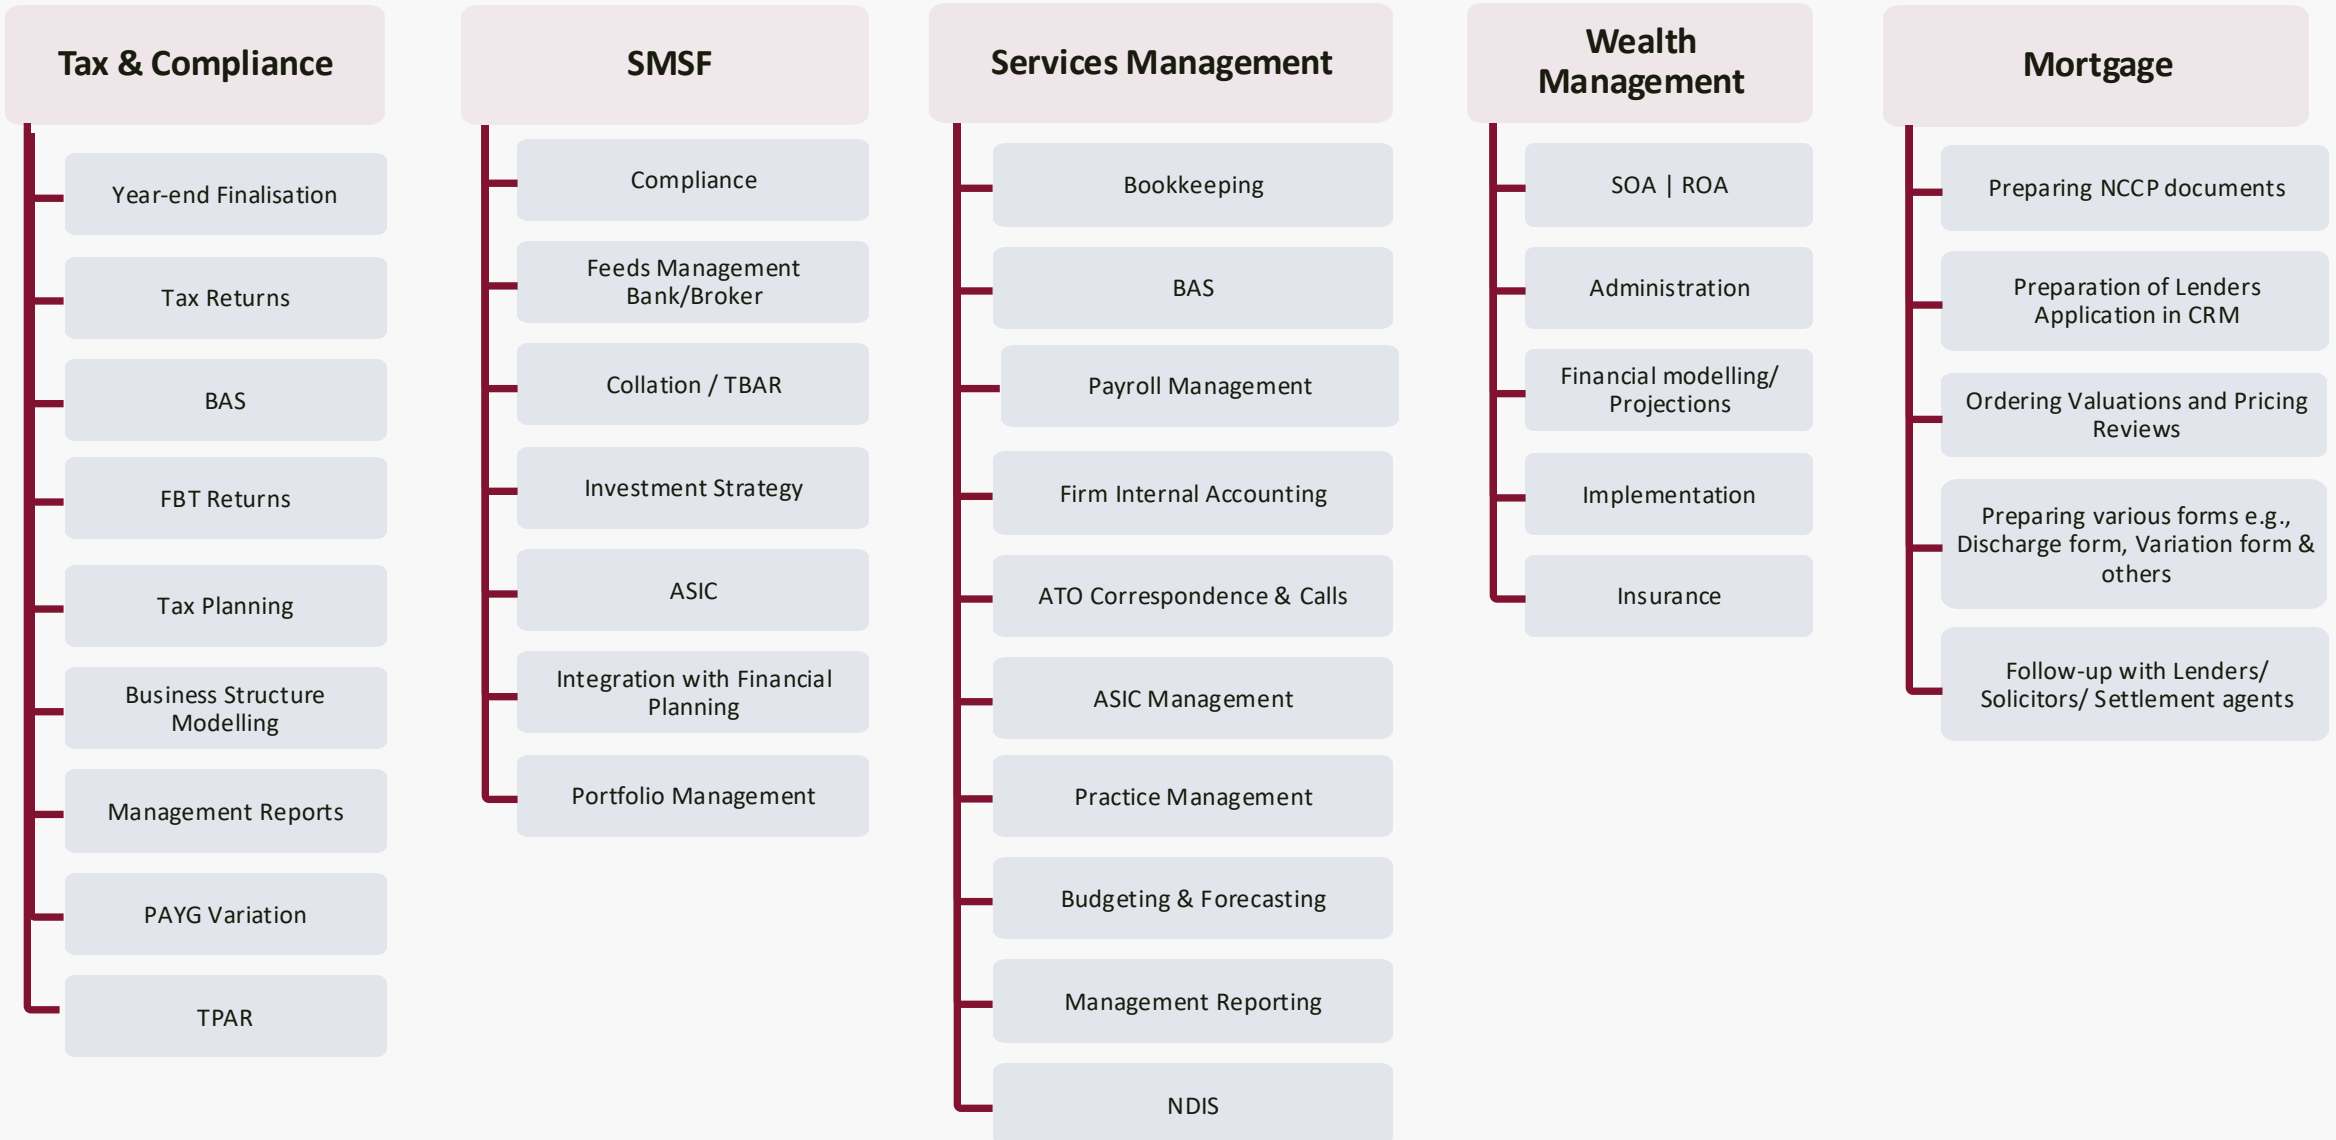 Tax & Compliance
Year-end Finalisation
Tax Returns
BAS
FBT Returns
Tax Planning
Business Structure
Modelling
Management Reports
PAYG Variation
TPAR
SMSF
Compliance
Feeds Management
Bank/Broker
Collation / TBAR
Investment Strategy
ASIC
Integration with Financial
Planning
Portfolio Management
Services Management
Bookkeeping
BAS
Payroll Management
Firm Internal Accounting
ATO Correspondence & Calls
ASIC Management
Practice Management
Budgeting & Forecasting
Management Reporting
NDIS
Wealth
Management
SOA | ROA
Administration
Financial modelling/
Projections
Implementation
Insurance
Mortgage
Preparing NCCP documents
Preparation of Lenders
Application in CRM
Ordering Valuations and Pricing
Reviews
Preparing various forms e.g.,
Discharge form, Variation form &
others
Follow-up with Lenders/
Solicitors/ Settlement agents